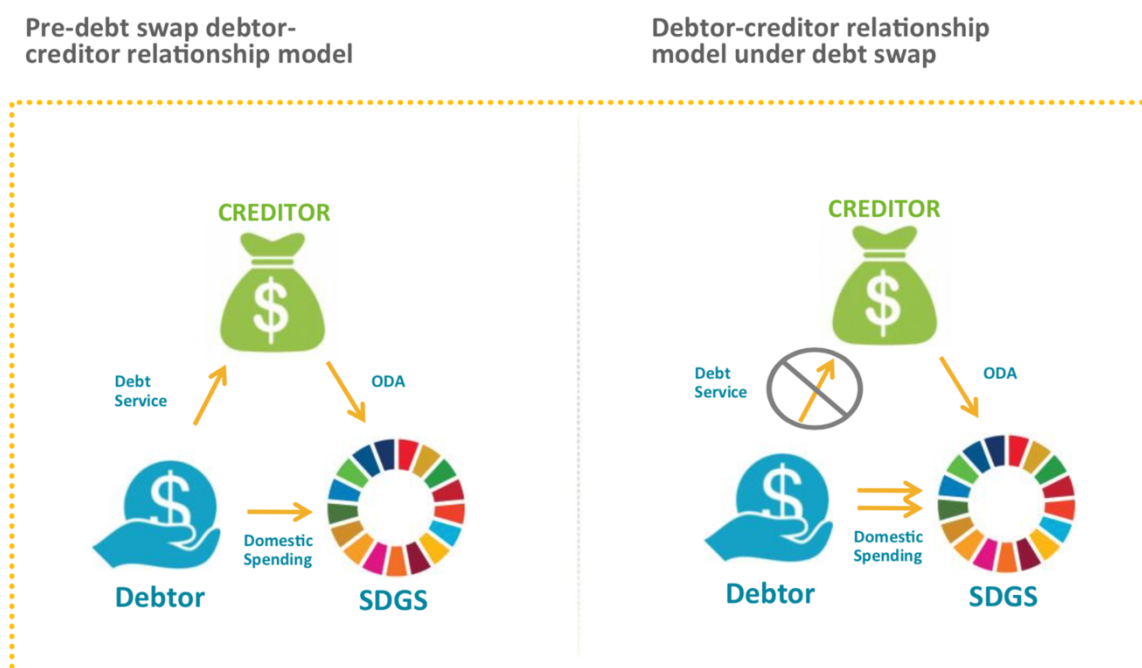 Pre-debt swap debtor-
creditor relationship model
Debtor-creditor relationship
model under debt swap
CREDITOR
$
Debt
Service
ODA
$
Domestic
Spending
Debtor
SDGS
CREDITOR
$
Debt
Service
ODA
$
Domestic
Spending
Debtor
SDGS